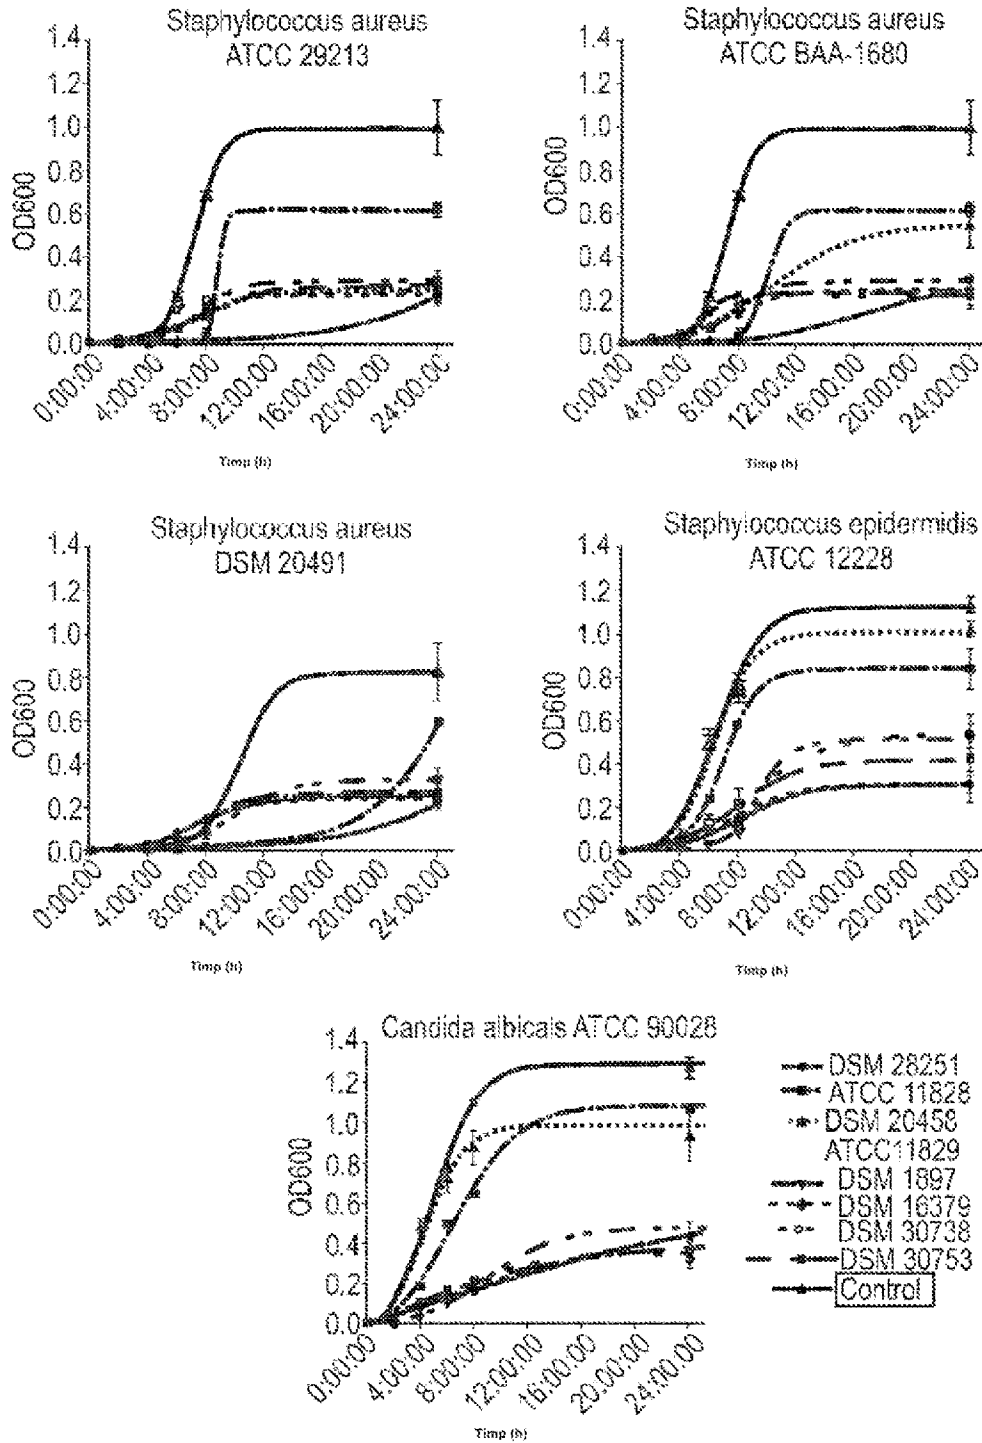 Staphylococcus aureus
ATCC 29213
1.4
1.2
1.0
0.8
0.6
0.4
0.2
0.0
OD600
0:00:00
4:00:00
8:00:00
12:00:00
16:00:00
20:00:00
24:00:00
Timp (h)
Staphylococcus aureus
ATCC BAA-1680
1.4
1.2
1.0
0.8
0.6
0.4
0.2
0.0
OD600
0:00:00
4:00:00
8:00:00
12:00:00
16:00:00
20:00:00
24:00:00
Timp (h)
Staphylococcus aureus
DSM 20491
1.4
1.2
1.0
0.8
0.6
0.4
0.2
0.0
OD600
0:00:00
4:00:00
8:00:00
12:00:00
16:00:00
20:00:00
24:00:00
Timp (h)
Staphylococcus epidermidis
ATCC 12228
1.4
1.2
1.0
0.8
0.6
0.4
0.2
0.0
OD600
0:00:00
4:00:00
8:00:00
12:00:00
16:00:00
20:00:00
24:00:00
Timp (h)
Candida albicais ATCC 90028
1.4
1.2
1.0
0.8
0.6
0.4
0.2
0.0
OD600
0:00:00
4:00:00
8:00:00
12:00:00
16:00:00
20:00:00
24:00:00
Timp (h)
DSM 28251
ATCC 11828
DSM 20458
ATCC11829
DSM 1897
DSM 16379
DSM 30738
DSM 30753
Control